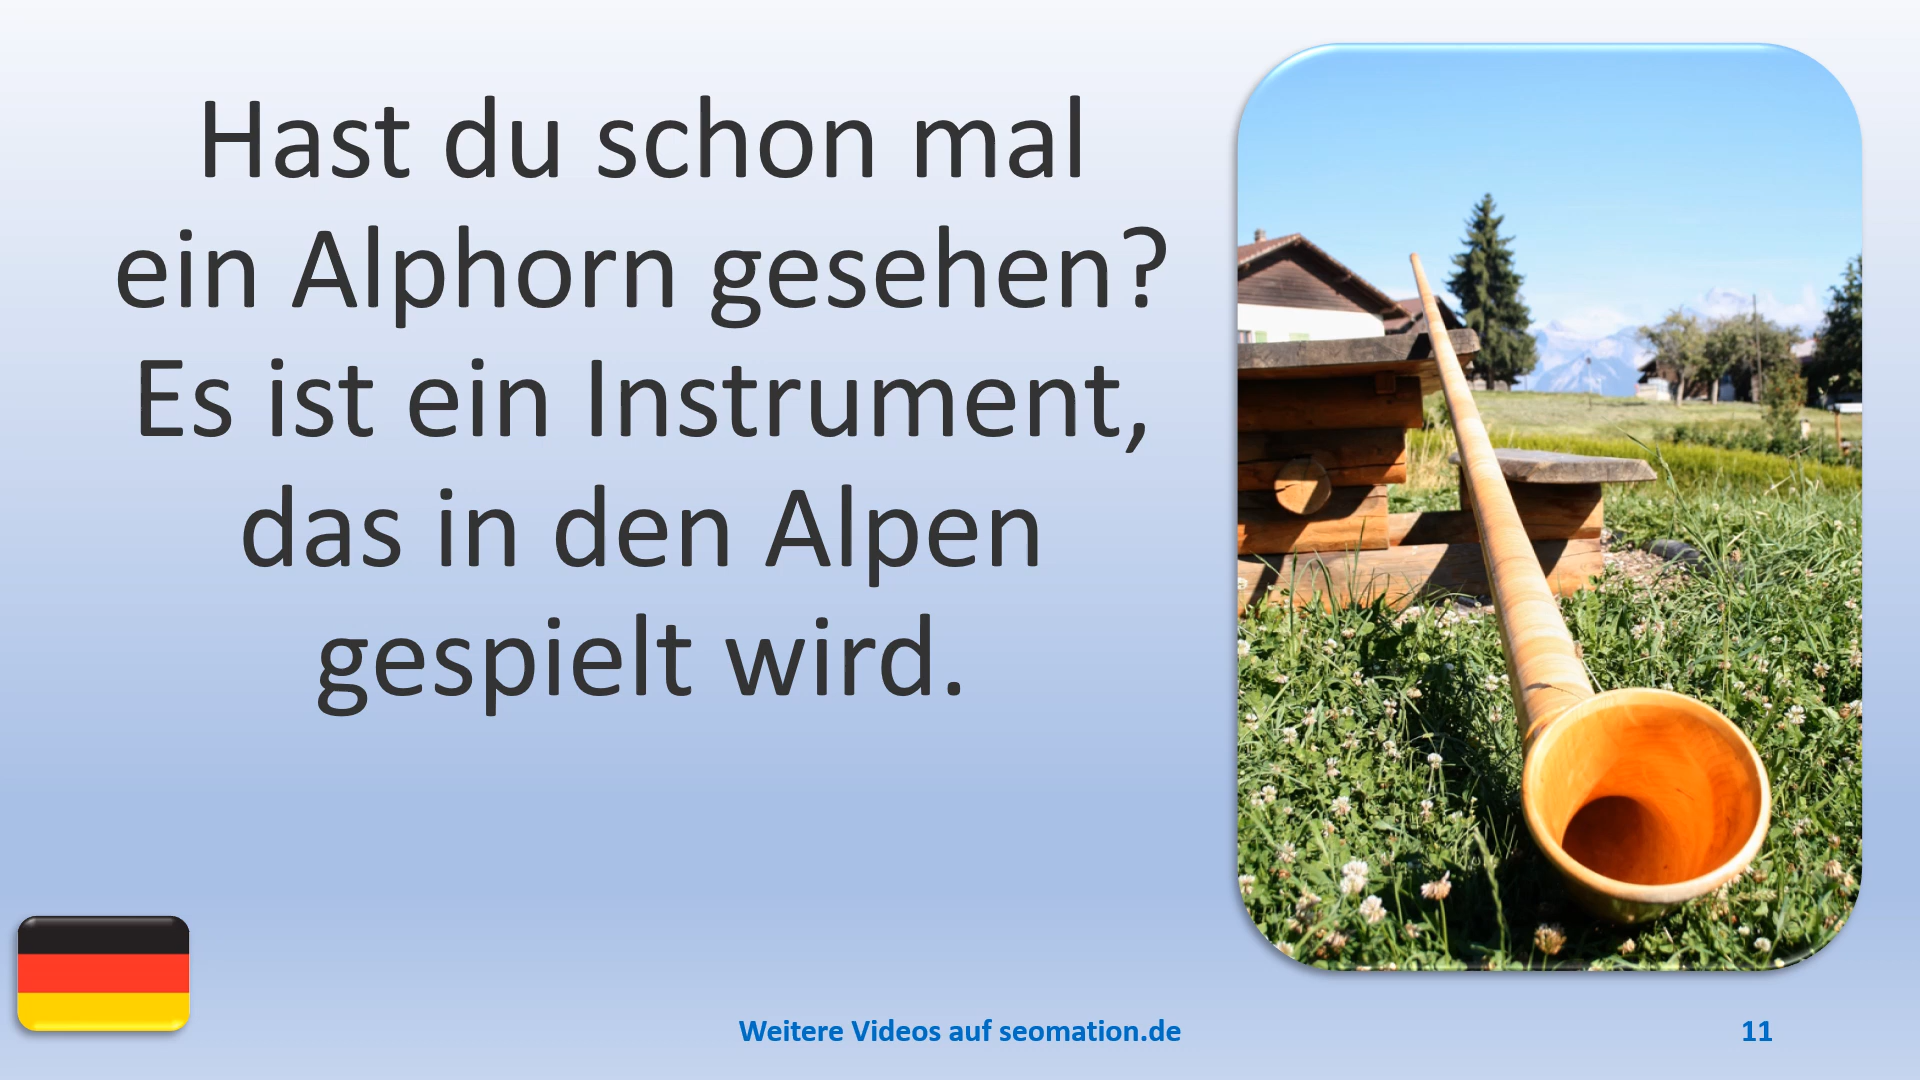 Hast du schon mal
ein Alphorn gesehen?
Es ist ein Instrument,
das in den Alpen
gespielt wird.
Weitere Videos auf seomation.de
11